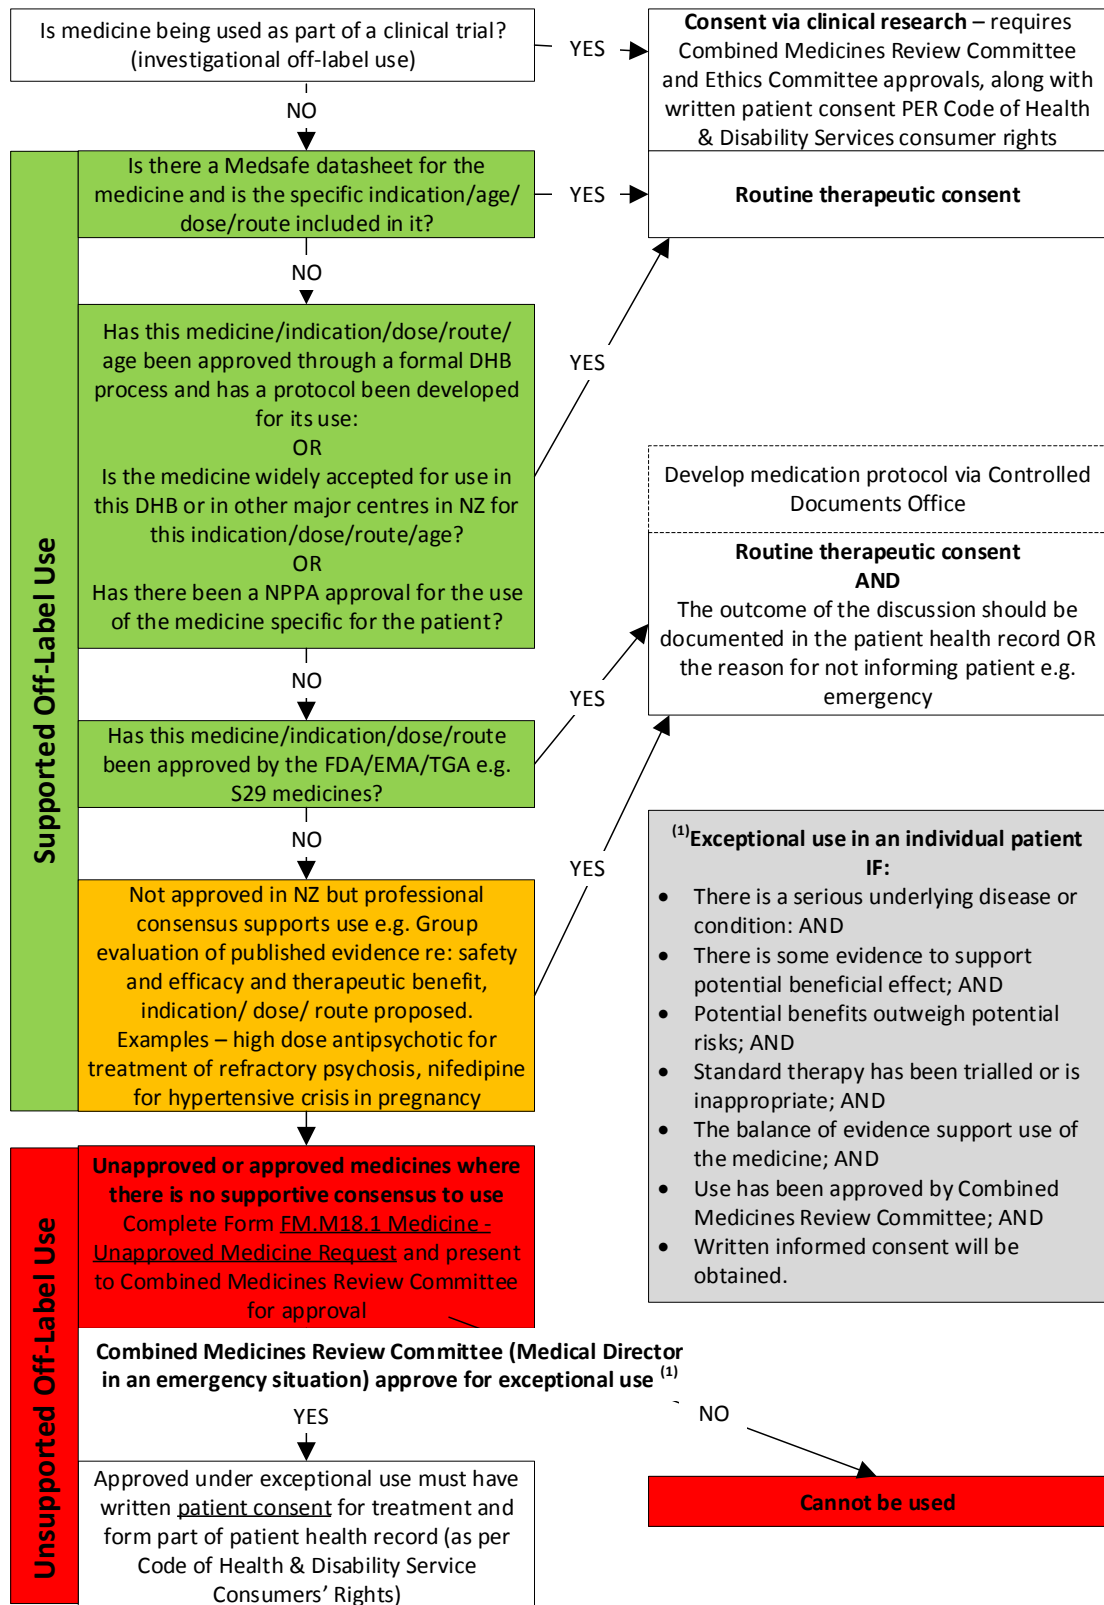 Is medicine being used as part of a clinical trial?
(investigational off-label use)
YES
Consent via clinical research – requires
Combined Medicines Review Committee
and Ethics Committee approvals, along with
written patient consent PER Code of Health
& Disability Services consumer rights
NO
Supported Off-Label Use
Is there a Medsafe datasheet for the
medicine and is the specific indication/age/
dose/route included in it?
YES
Routine therapeutic consent
NO
Has this medicine/indication/dose/route/
age been approved through a formal DHB
process and has a protocol been developed
for its use:
OR
Is the medicine widely accepted for use in
this DHB or in other major centres in NZ for
this indication/dose/route/age?
OR
Has there been a NPPA approval for the use
of the medicine specific for the patient?
YES
Develop medication protocol via Controlled
Documents Office
Routine therapeutic consent
AND
The outcome of the discussion should be
documented in the patient health record OR
the reason for not informing patient e.g.
emergency
NO
YES
Has this medicine/indication/dose/route
been approved by the FDA/EMA/TGA e.g.
S29 medicines?
NO
YES
Not approved in NZ but professional
consensus supports use e.g. Group
evaluation of published evidence re: safety
and efficacy and therapeutic benefit,
indication/ dose/ route proposed.
Examples – high dose antipsychotic for
treatment of refractory psychosis, nifedipine
for hypertensive crisis in pregnancy
(1)Exceptional use in an individual patient
IF:
• There is a serious underlying disease or
condition: AND
• There is some evidence to support
potential beneficial effect; AND
• Potential benefits outweigh potential
risks; AND
• Standard therapy has been trialled or is
inappropriate; AND
• The balance of evidence support use of
the medicine; AND
• Use has been approved by Combined
Medicines Review Committee; AND
• Written informed consent will be
obtained.
Unsupported Off-Label Use
Unapproved or approved medicines where
there is no supportive consensus to use
Complete Form FM.M18.1 Medicine -
Unapproved Medicine Request and present
to Combined Medicines Review Committee
for approval
Combined Medicines Review Committee (Medical Director
in an emergency situation) approve for exceptional use (1)
YES
NO
Approved under exceptional use must have
written patient consent for treatment and
form part of patient health record (as per
Code of Health & Disability Service
Consumers’ Rights)
Cannot be used